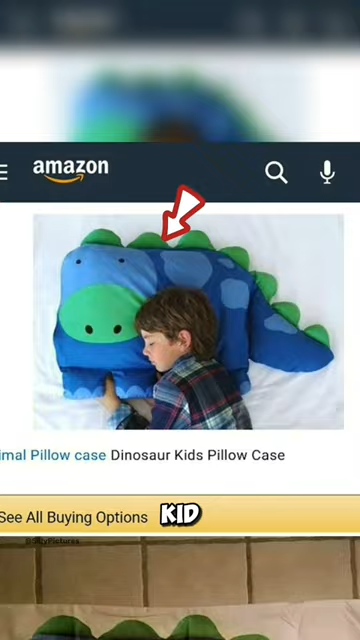 amazon
imal Pillow case Dinosaur Kids Pillow Case
See All Buying Options
KID